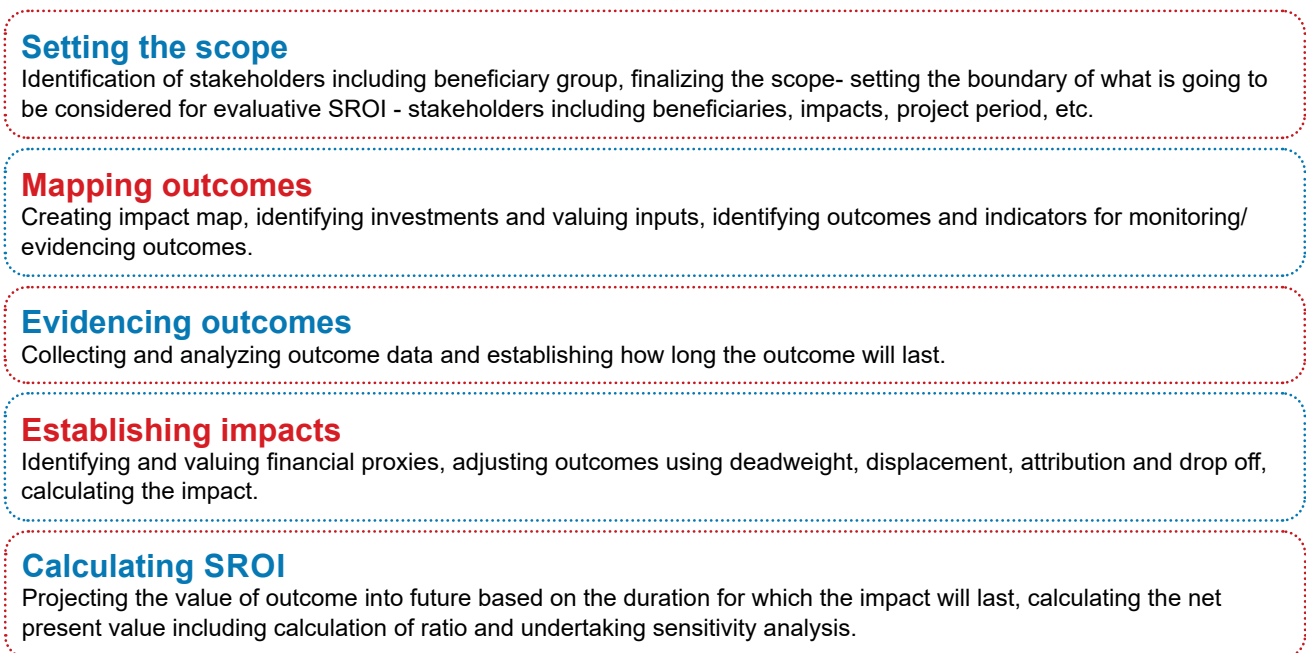 Setting the scope
Identification of stakeholders including beneficiary group, finalizing the scope- setting the boundary of what is going to
be considered for evaluative SROI - stakeholders including beneficiaries, impacts, project period, etc.
Mapping outcomes
Creating impact map, identifying investments and valuing inputs, identifying outcomes and indicators for monitoring/
evidencing outcomes.
Evidencing outcomes
Collecting and analyzing outcome data and establishing how long the outcome will last.
Establishing impacts
Identifying and valuing financial proxies, adjusting outcomes using deadweight, displacement, attribution and drop off,
calculating the impact.
Calculating SROI
Projecting the value of outcome into future based on the duration for which the impact will last, calculating the net
present value including calculation of ratio and undertaking sensitivity analysis.